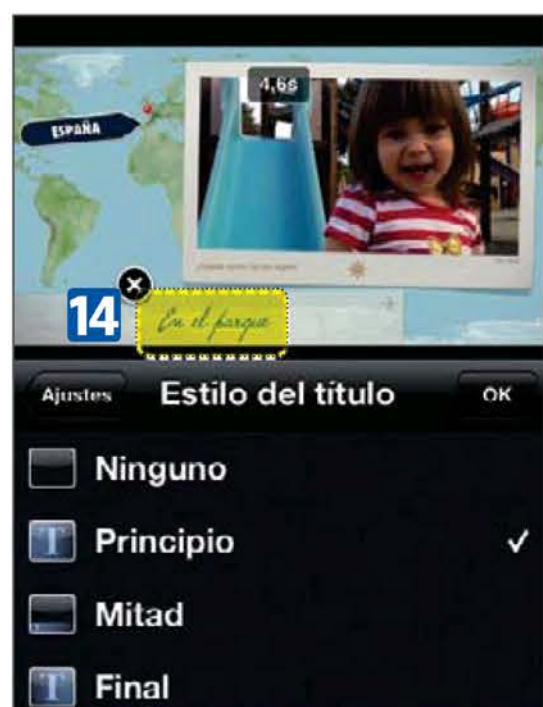 4,6s
ESPAÑA
14
En el parque
Ajustes
Estilo del título
OK
Ninguno
Principio
Mitad
Final